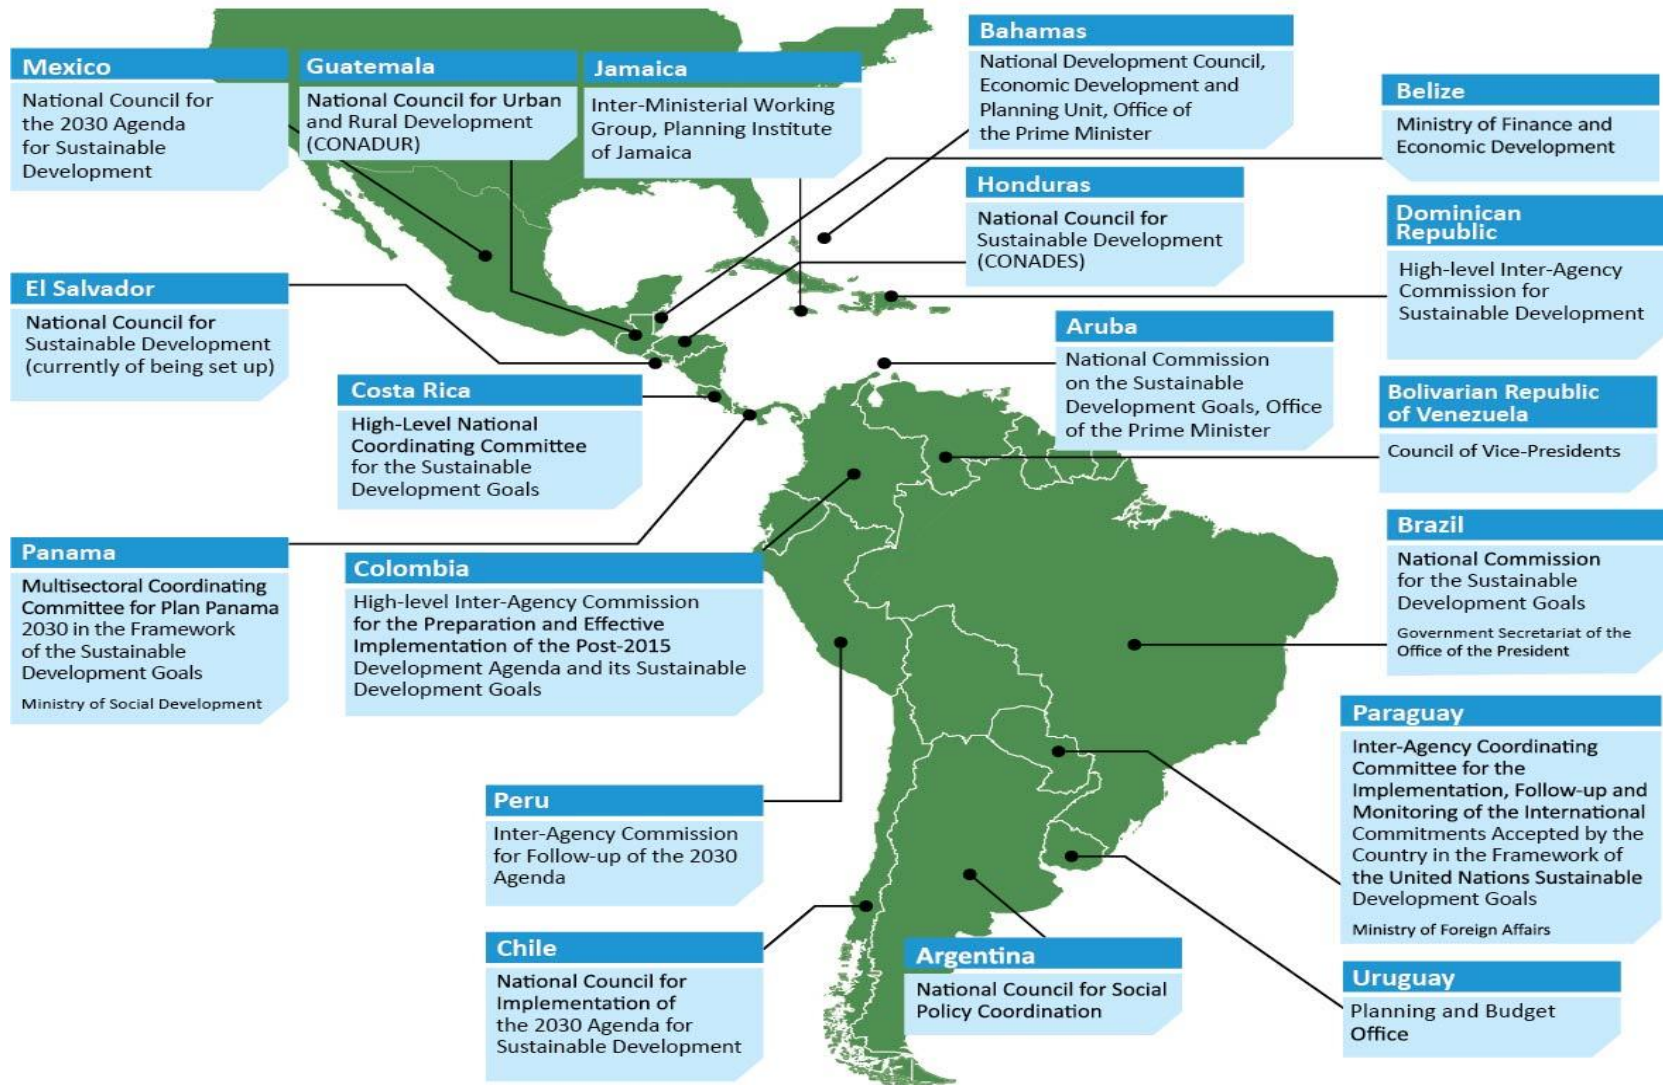 Mexico
National Council for
the 2030 Agenda
for Sustainable
Development
Guatemala
National Council for Urban
and Rural Development
(CONADUR)
Jamaica
Inter-Ministerial Working
Group, Planning Institute
of Jamaica
Bahamas
National Development Council,
Economic Development and
Planning Unit, Office of
the Prime Minister
Belize
Ministry of Finance and
Economic Development
Honduras
National Council for
Sustainable Development
(CONADES)
Dominican
Republic
High-level Inter-Agency
Commission for
Sustainable Development
El Salvador
National Council for
Sustainable Development
(currently of being set up)
Aruba
National Commission
on the Sustainable
Development Goals, Office
of the Prime Minister
Costa Rica
High-Level National
Coordinating Committee
for the Sustainable
Development Goals
Bolivarian Republic
of Venezuela
Council of Vice-Presidents
Brazil
National Commission
for the Sustainable
Development Goals
Government Secretariat of the
Office of the President
Panama
Multisectoral Coordinating
Committee for Plan Panama
2030 in the Framework
of the Sustainable
Development Goals
Ministry of Social Development
Colombia
High-level Inter-Agency Commission
for the Preparation and Effective
Implementation of the Post-2015
Development Agenda and its Sustainable
Development Goals
Paraguay
Inter-Agency Coordinating
Committee for the
Implementation, Follow-up and
Monitoring of the International
Commitments Accepted by the
Country in the Framework of
the United Nations Sustainable
Development Goals
Ministry of Foreign Affairs
Peru
Inter-Agency Commission
for Follow-up of the 2030
Agenda
Chile
National Council for
Implementation of
the 2030 Agenda for
Sustainable Development
Argentina
National Council for Social
Policy Coordination
Uruguay
Planning and Budget
Office